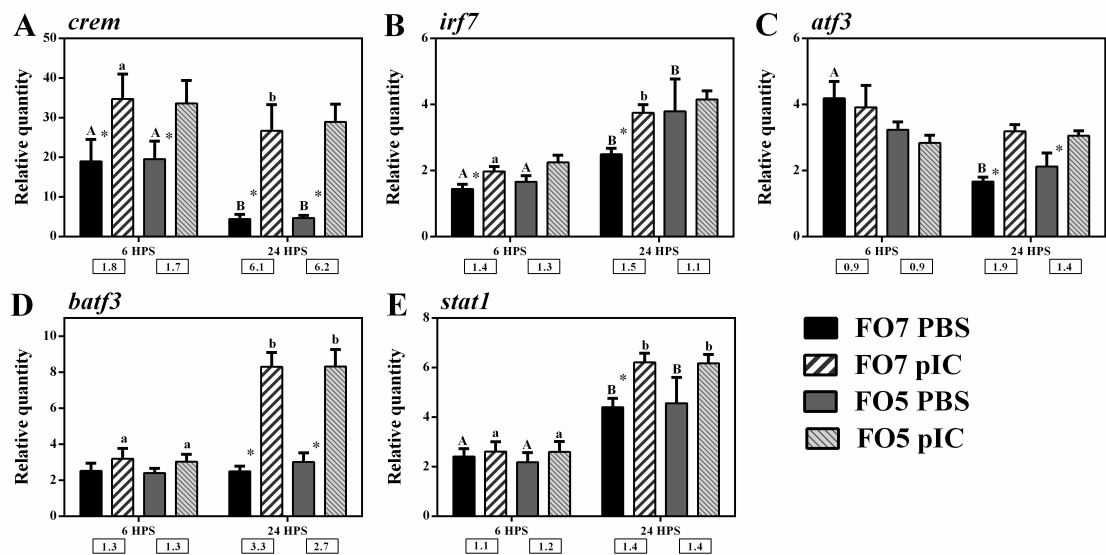 A crem
Relative quantity
50
40
30
20
10
0
A * a A *
B * b B *
6 HPS 24 HPS
1.8 1.7 6.1 6.2
B irf7
Relative quantity
6
4
2
0
A * a A
B * b B
6 HPS 24 HPS
1.4 1.3 1.5 1.1
C atf3
Relative quantity
6
4
2
0
A
B * *
6 HPS 24 HPS
0.9 0.9 1.9 1.4
D batf3
Relative quantity
10
8
6
4
2
0
a a
* b * b
6 HPS 24 HPS
1.3 1.3 3.3 2.7
E stat1
Relative quantity
8
6
4
2
0
A a A a
B * b B b
6 HPS 24 HPS
1.1 1.2 1.4 1.4
FO7 PBS
FO7 pIC
FO5 PBS
FO5 pIC